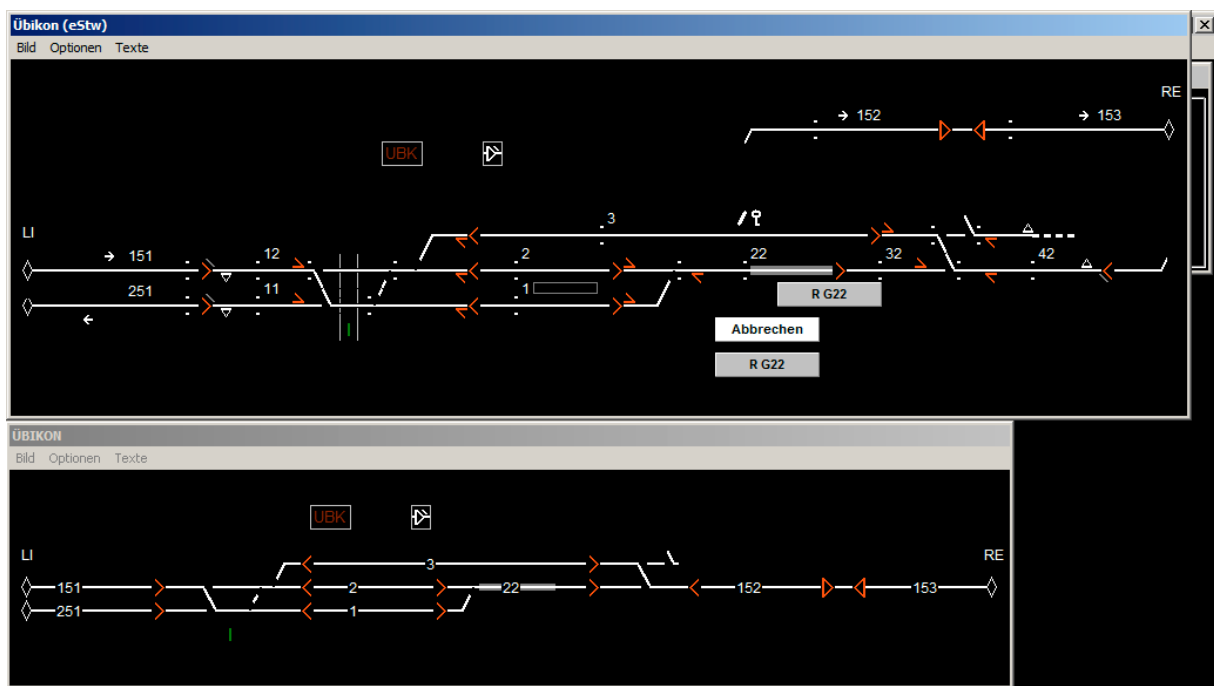 Übikon (eStw)
Bild Optionen Texte
RE
152 153
UBK
3
LI
151 12 2 22 32 42
251 11 1
R G22
I
Abbrechen
R G22
ÜBIKON
Bild Optionen Texte
UBK
LI RE
3
151 2 22 152 153
251 1
I